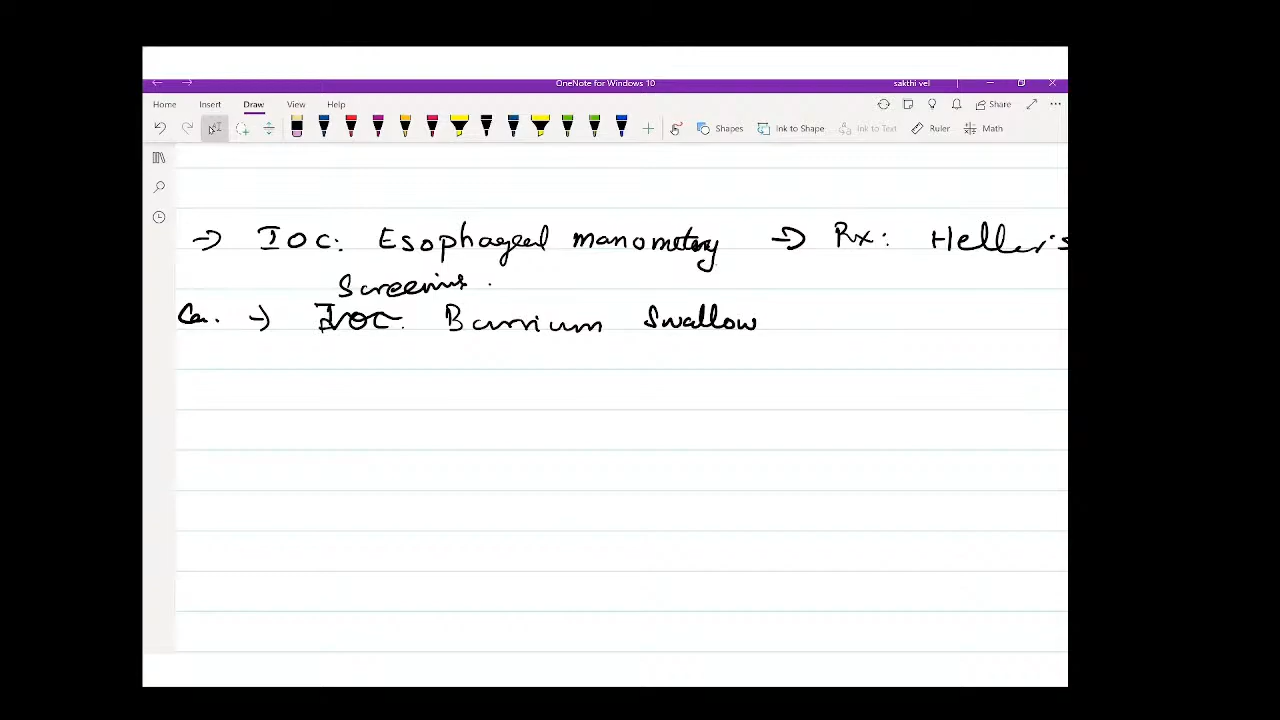 OneNote for Windows 10 sakthi vel
Home Insert Draw View Help Share
Shapes Ink to Shape Ink to Text Ruler Math
→ IOC: Esophageal manometry → Rx: Heller's
Screening.
Ca. → IOC. Barrium Swallow